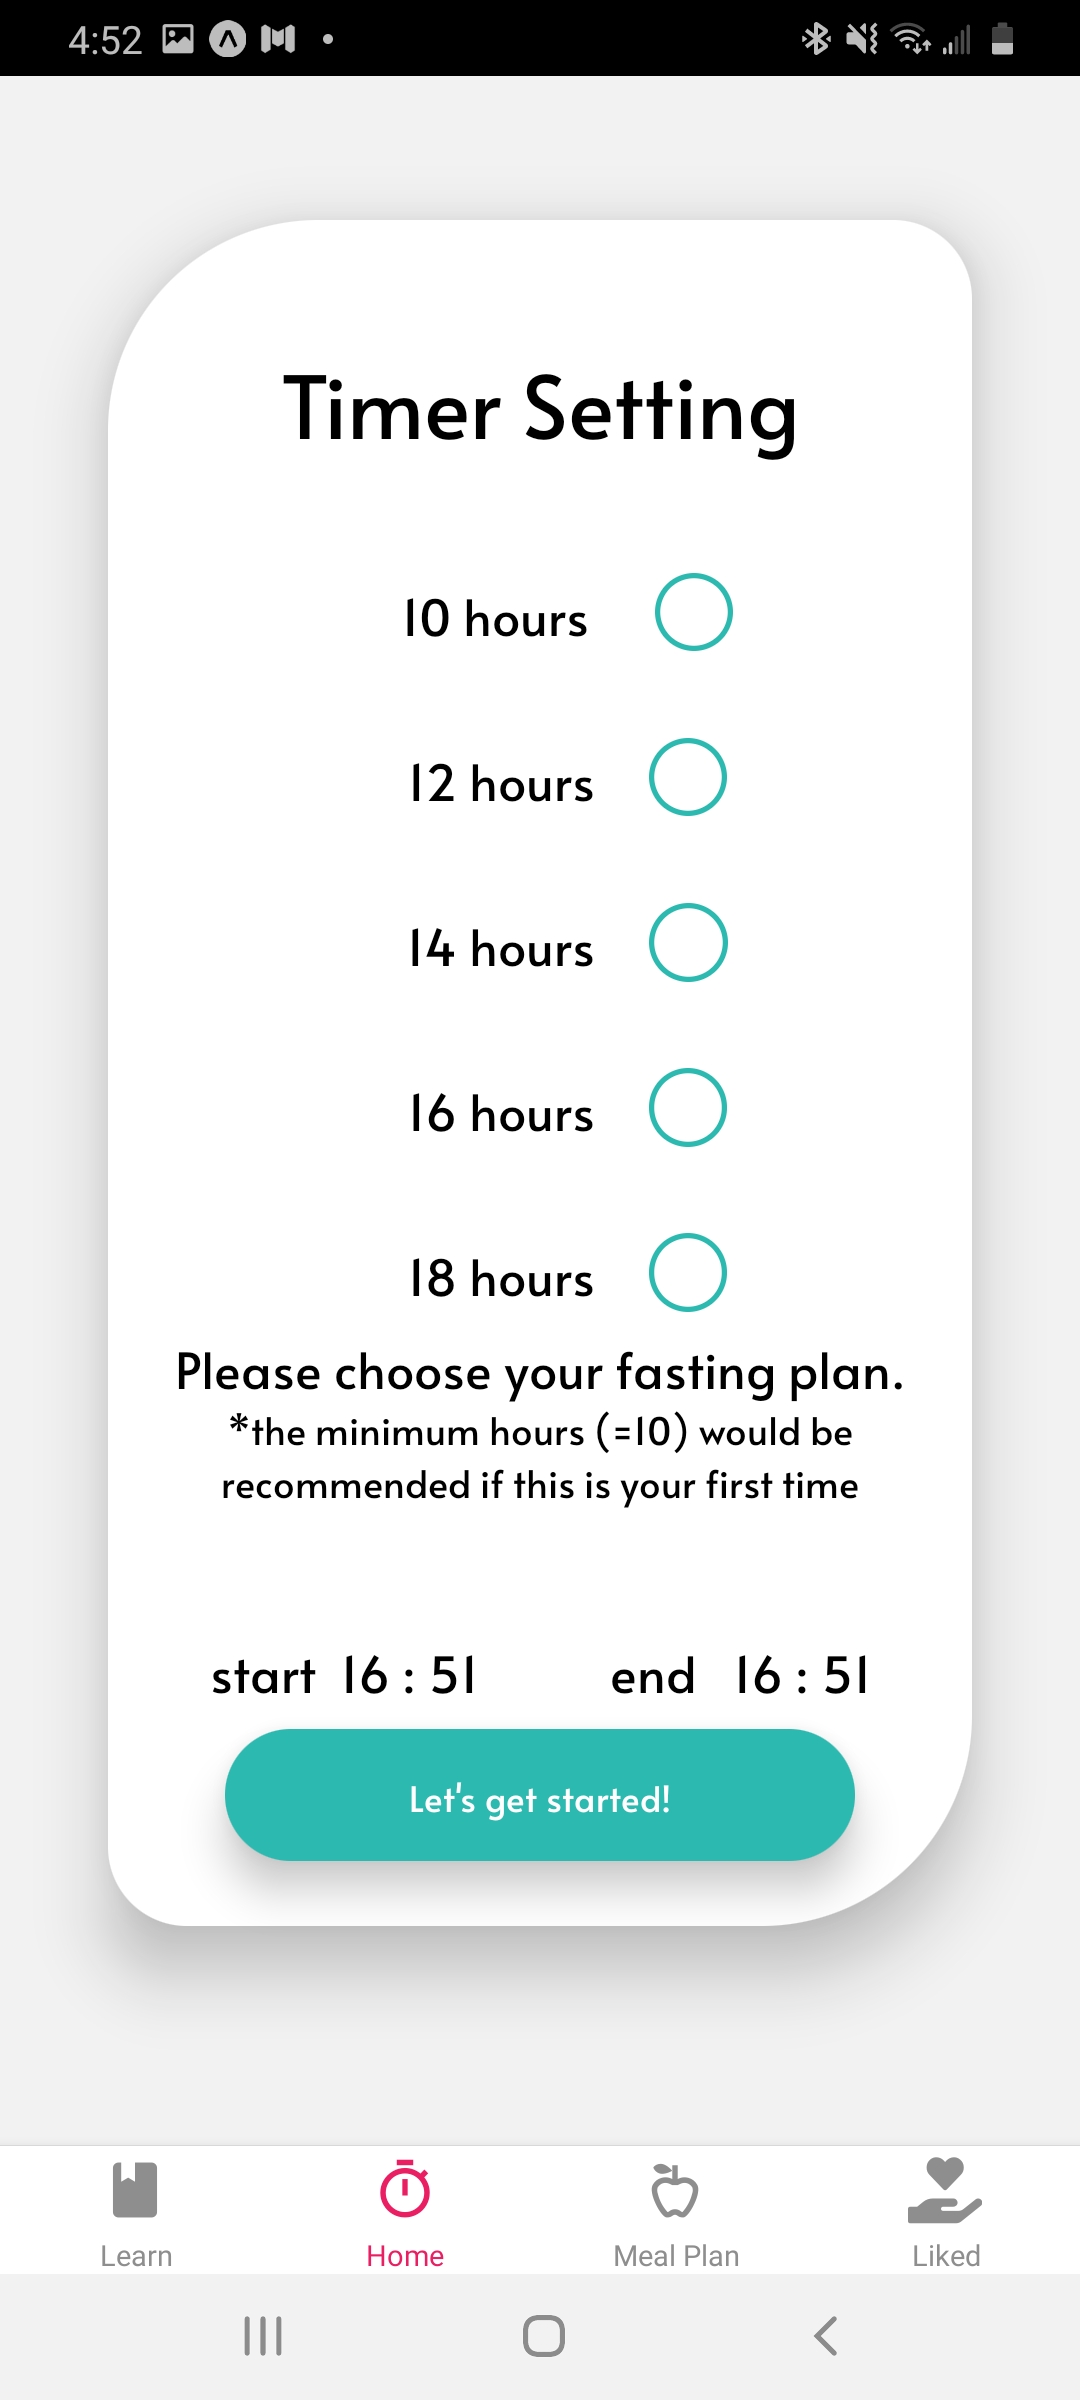 4:52
Timer Setting
10 hours
12 hours
14 hours
16 hours
18 hours
Please choose your fasting plan.
*the minimum hours (=10) would be
recommended if this is your first time
start 16 : 51 end 16 : 51
Let's get started!
Learn Home Meal Plan Liked